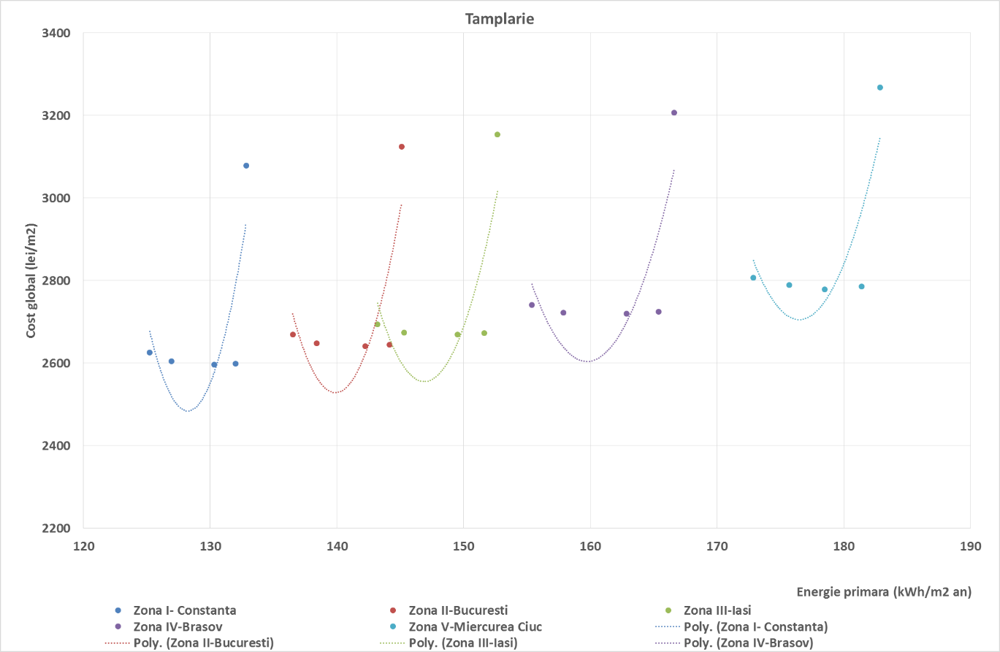 Tamplarie
3400
3200
3000
2800
2600
2400
2200
Cost global (lei/m2)
120 130 140 150 160 170 180 190
Energie primara (kWh/m2 an)
Zona I- Constanta Zona II-Bucuresti Zona III-Iasi
Zona IV-Brasov Zona V-Miercurea Ciuc Poly. (Zona I- Constanta)
Poly. (Zona II-Bucuresti) Poly. (Zona III-Iasi) Poly. (Zona IV-Brasov)